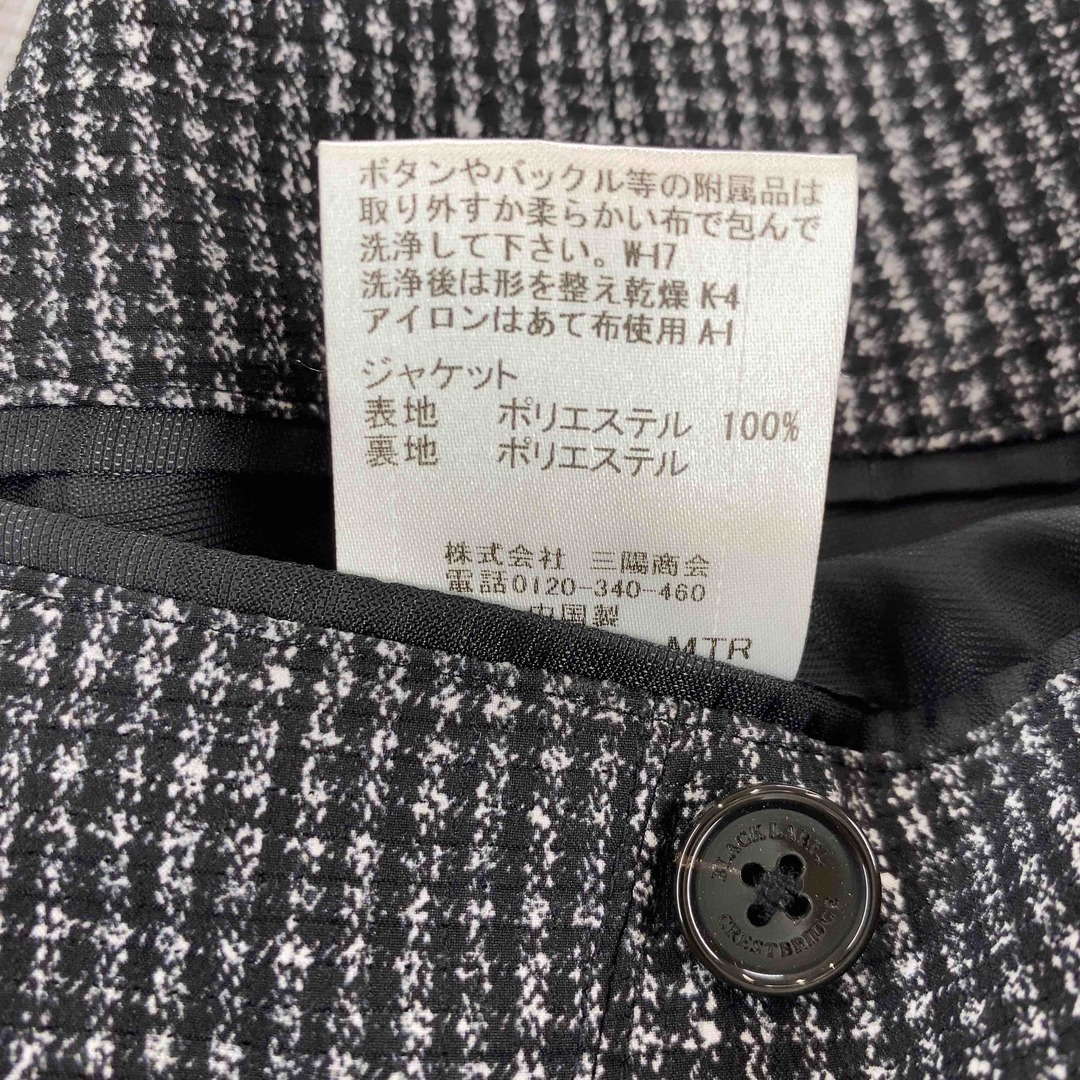 ボタンやバックル等の附属品は
取り外すか柔らかい布で包んで
洗浄して下さい。W-17
洗浄後は形を整え乾燥 K-4
アイロンはあて布使用 A-1
ジャケット
表地 ポリエステル 100%
裏地 ポリエステル
株式会社 三陽商会
電話0120-340-460
中国製
MTR
BLACK LABEL
CRESTBRIDGE